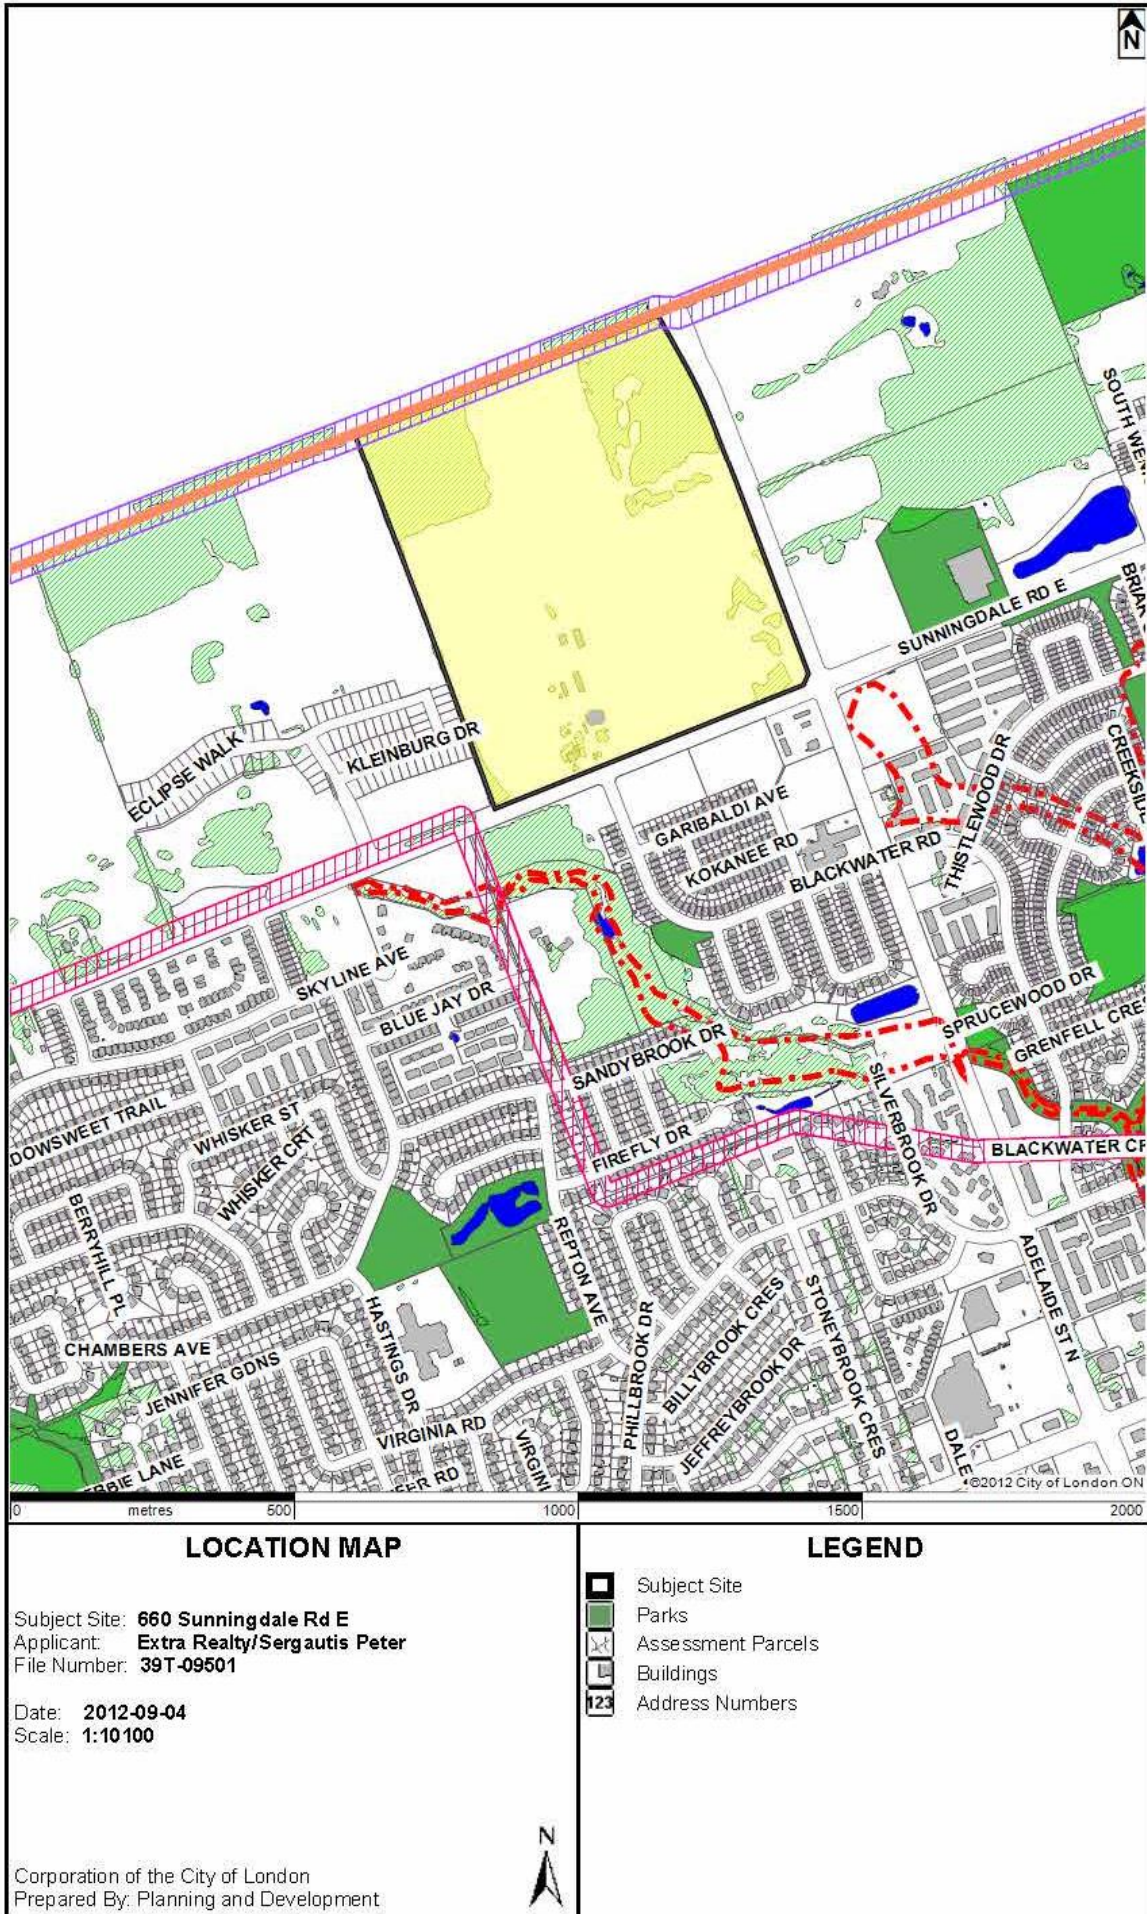 N
SOUTH WEN
SUNNINGDALE RD E
BRIAR
ECLIPSE WALK
KLEINBURG DR
CREEKSID
THISTLEWOOD DR
GARIBALDI AVE
KOKANEE RD
BLACKWATER RD
SKYLINE AVE
BLUE JAY DR
SPRUCEWOOD DR
GRENFELL CRE
SANDYBROOK DR
SILVERBROOK DR
DOWSWEET TRAIL
WHISKER ST
WHISKER CRT
FIREFLY DR
BLACKWATER CR
BERRYHILL PL
REPTON AVE
ADELAIDE ST N
HASTINGS DR
PHILLBROOK DR
BILLYBROOK CRES
STONEYBROOK CRES
CHAMBERS AVE
JENNIFER GDNS
JEFFREYBROOK DR
VIRGINIA RD
VIRGINI
DALE
BBIE LANE
SER RD
©2012 City of London ON
0 metres 500 1000 1500 2000
LOCATION MAP
Subject Site: 660 Sunningdale Rd E
Applicant: Extra Realty/Sergautis Peter
File Number: 39T-09501
Date: 2012-09-04
Scale: 1:10100
N
Corporation of the City of London
Prepared By: Planning and Development
LEGEND
Subject Site
Parks
Assessment Parcels
Buildings
123 Address Numbers